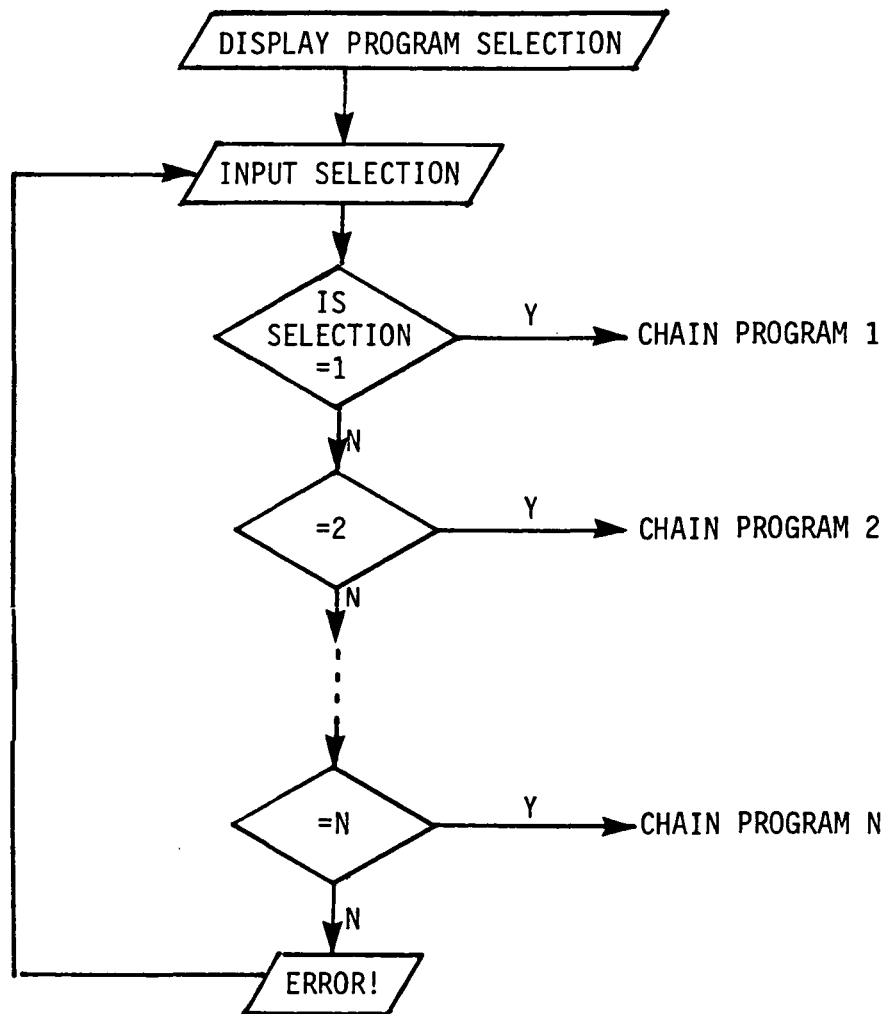 DISPLAY PROGRAM SELECTION
INPUT SELECTION
IS
SELECTION
=1
Y
CHAIN PROGRAM 1
N
=2
Y
CHAIN PROGRAM 2
N
=N
Y
CHAIN PROGRAM N
N
ERROR!